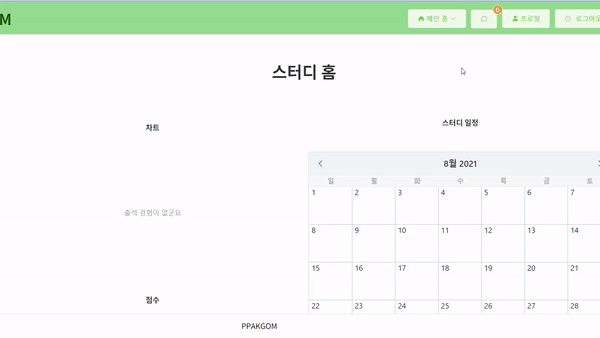 M
메인 홈
0
프로필
로그아웃
스터디 홈
차트
스터디 일정
8월 2021
일 월 화 수 목 금 토
1 2 3 4 5 6 7
8 9 10 11 12 13 14
출석 경험이 없군요
15 16 17 18 19 20 21
22 23 24 25 26 27 28
점수
PPAKGOM